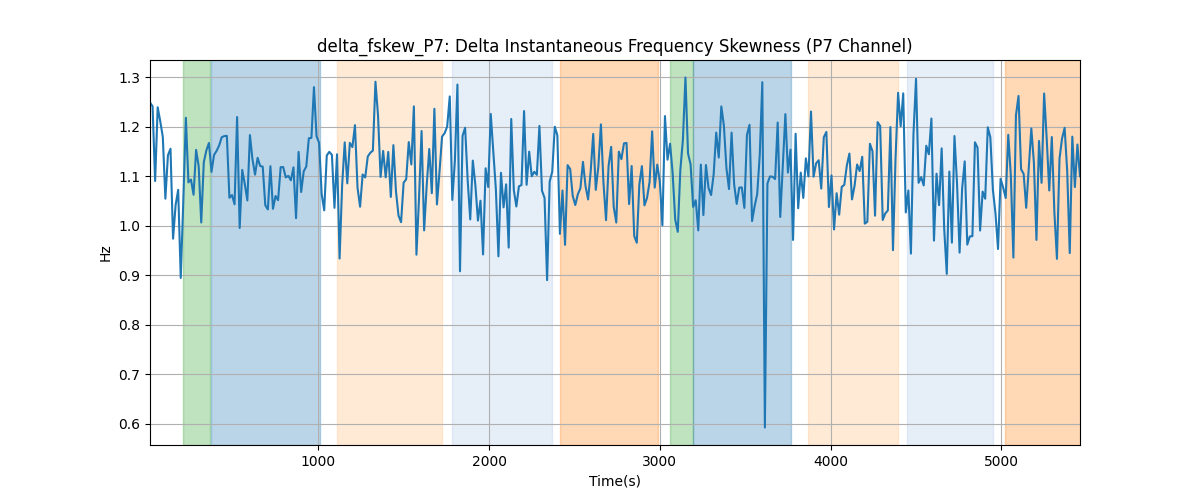 delta_fskew_P7: Delta Instantaneous Frequency Skewness (P7 Channel)
Hz
1.3
1.2
1.1
1.0
0.9
0.8
0.7
0.6
1000 2000 3000 4000 5000
Time(s)